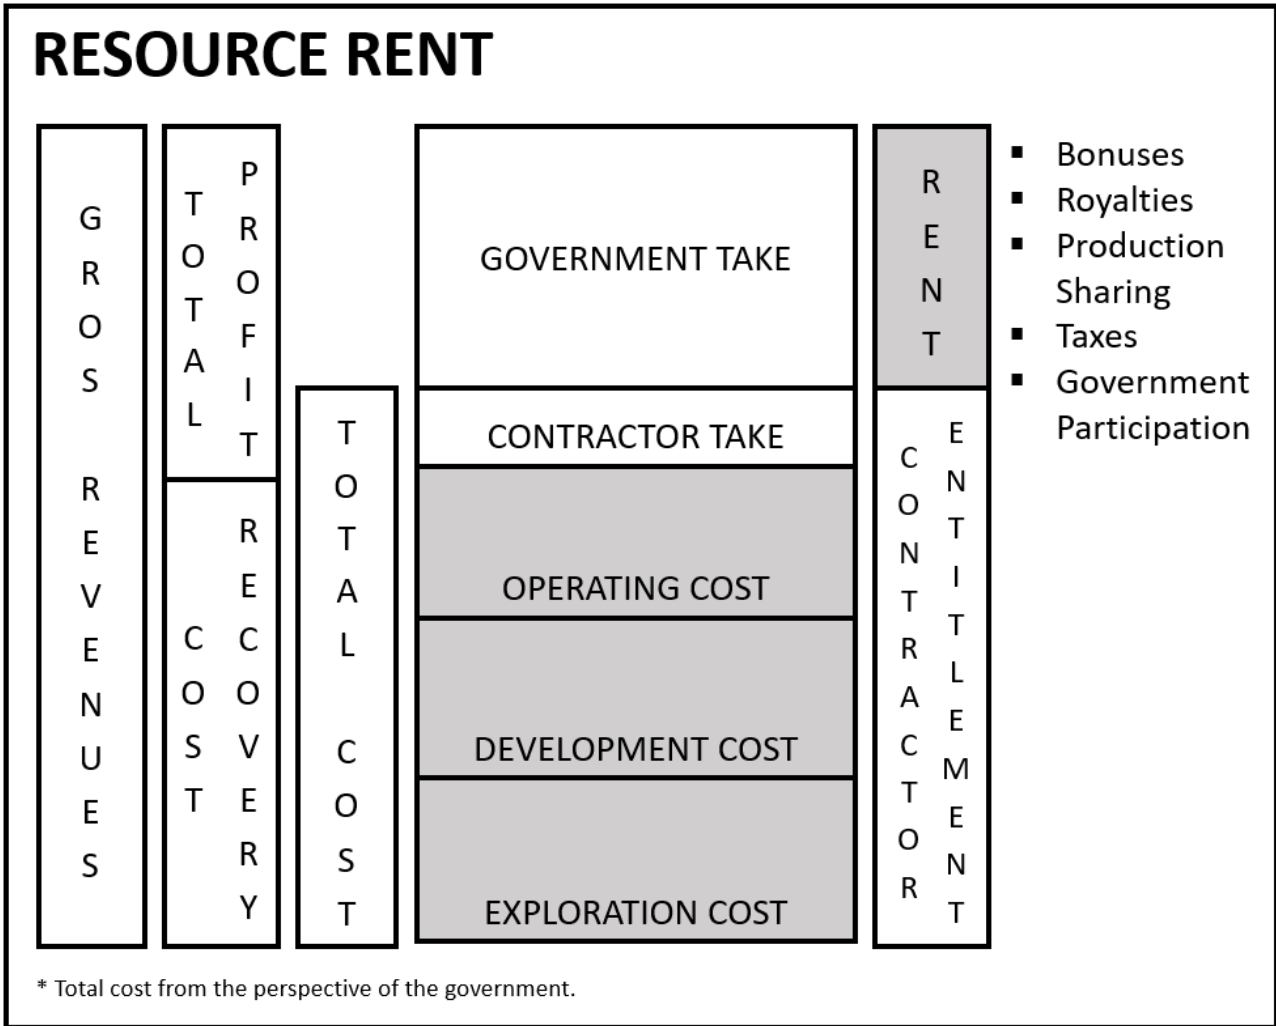 RESOURCE RENT
GROS REVENUES
TOTAL PROFIT
COST RECOVERY
TOTAL COST
GOVERNMENT TAKE
CONTRACTOR TAKE
OPERATING COST
DEVELOPMENT COST
EXPLORATION COST
RENT
CONTRACTOR ENTITLEMENT
▪ Bonuses
▪ Royalties
▪ Production
Sharing
▪ Taxes
▪ Government
Participation
* Total cost from the perspective of the government.